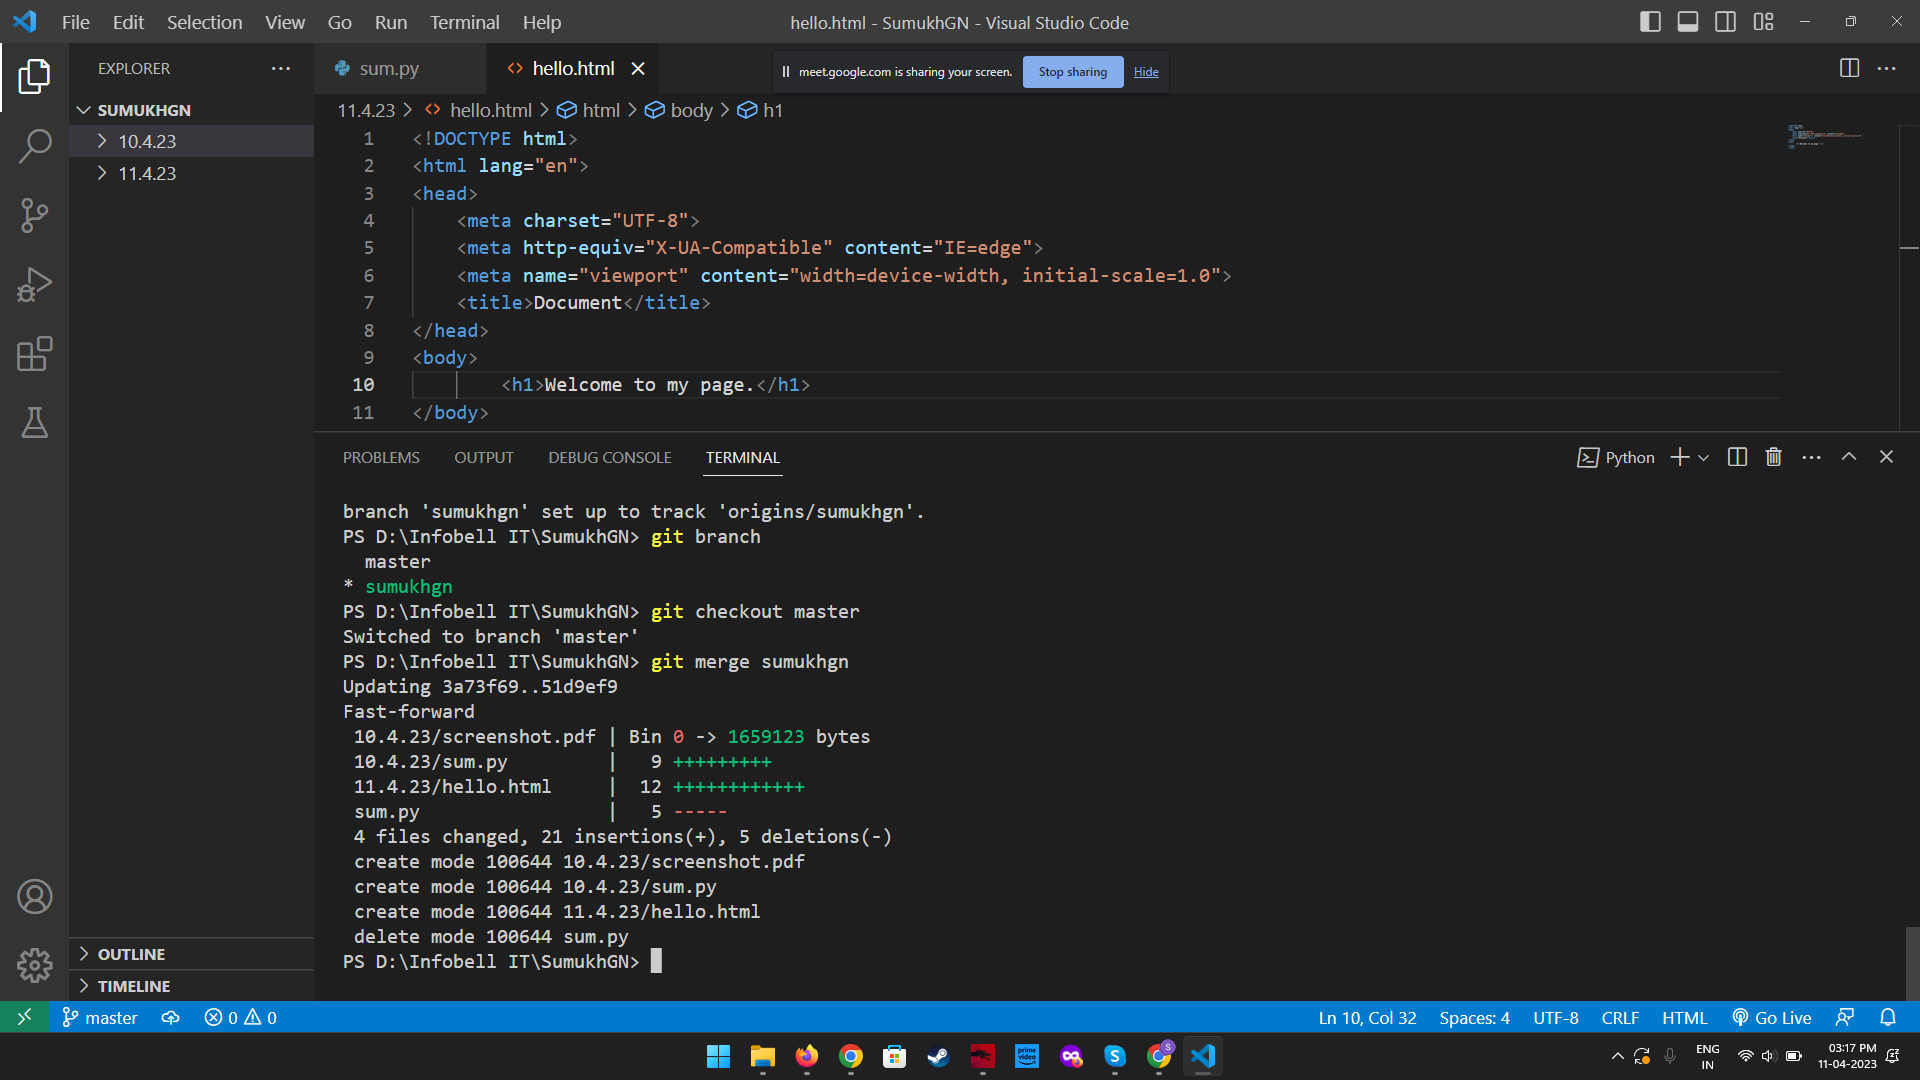 File Edit Selection View Go Run Terminal Help
hello.html - SumukhGN - Visual Studio Code
EXPLORER
SUMUKHGN
10.4.23
11.4.23
OUTLINE
TIMELINE
sum.py
hello.html
meet.google.com is sharing your screen. Stop sharing Hide
11.4.23 > hello.html > html > body > h1
1 <!DOCTYPE html>
2 <html lang="en">
3 <head>
4 <meta charset="UTF-8">
5 <meta http-equiv="X-UA-Compatible" content="IE=edge">
6 <meta name="viewport" content="width=device-width, initial-scale=1.0">
7 <title>Document</title>
8 </head>
9 <body>
10 <h1>Welcome to my page.</h1>
11 </body>
PROBLEMS OUTPUT DEBUG CONSOLE TERMINAL
Python
branch 'sumukhgn' set up to track 'origins/sumukhgn'.
PS D:\Infobell IT\SumukhGN> git branch
master
* sumukhgn
PS D:\Infobell IT\SumukhGN> git checkout master
Switched to branch 'master'
PS D:\Infobell IT\SumukhGN> git merge sumukhgn
Updating 3a73f69..51d9ef9
Fast-forward
10.4.23/screenshot.pdf | Bin 0 -> 1659123 bytes
10.4.23/sum.py | 9 +++++++++
11.4.23/hello.html | 12 ++++++++++++
sum.py | 5 -----
4 files changed, 21 insertions(+), 5 deletions(-)
create mode 100644 10.4.23/screenshot.pdf
create mode 100644 10.4.23/sum.py
create mode 100644 11.4.23/hello.html
delete mode 100644 sum.py
PS D:\Infobell IT\SumukhGN>
master 0 0
Ln 10, Col 32 Spaces: 4 UTF-8 CRLF HTML Go Live
prime video
S
ENG
IN
03:17 PM
11-04-2023